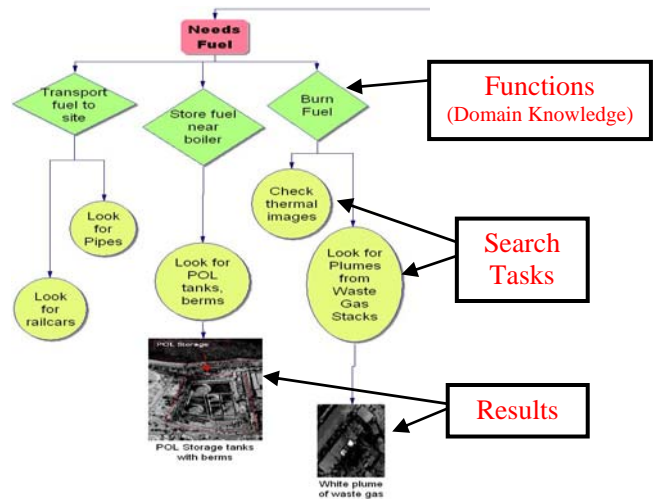 Needs
Fuel
Transport
fuel to
site
Store fuel
near
boiler
Burn
Fuel
Functions
(Domain Knowledge)
Look
for
Pipes
Check
thermal
images
Look
for
railcars
Look for
POL
tanks,
berms
Look for
Plumes
from
Waste
Gas
Stacks
Search
Tasks
POL Storage
POL Storage tanks
with berms
White plume
of waste gas
Results